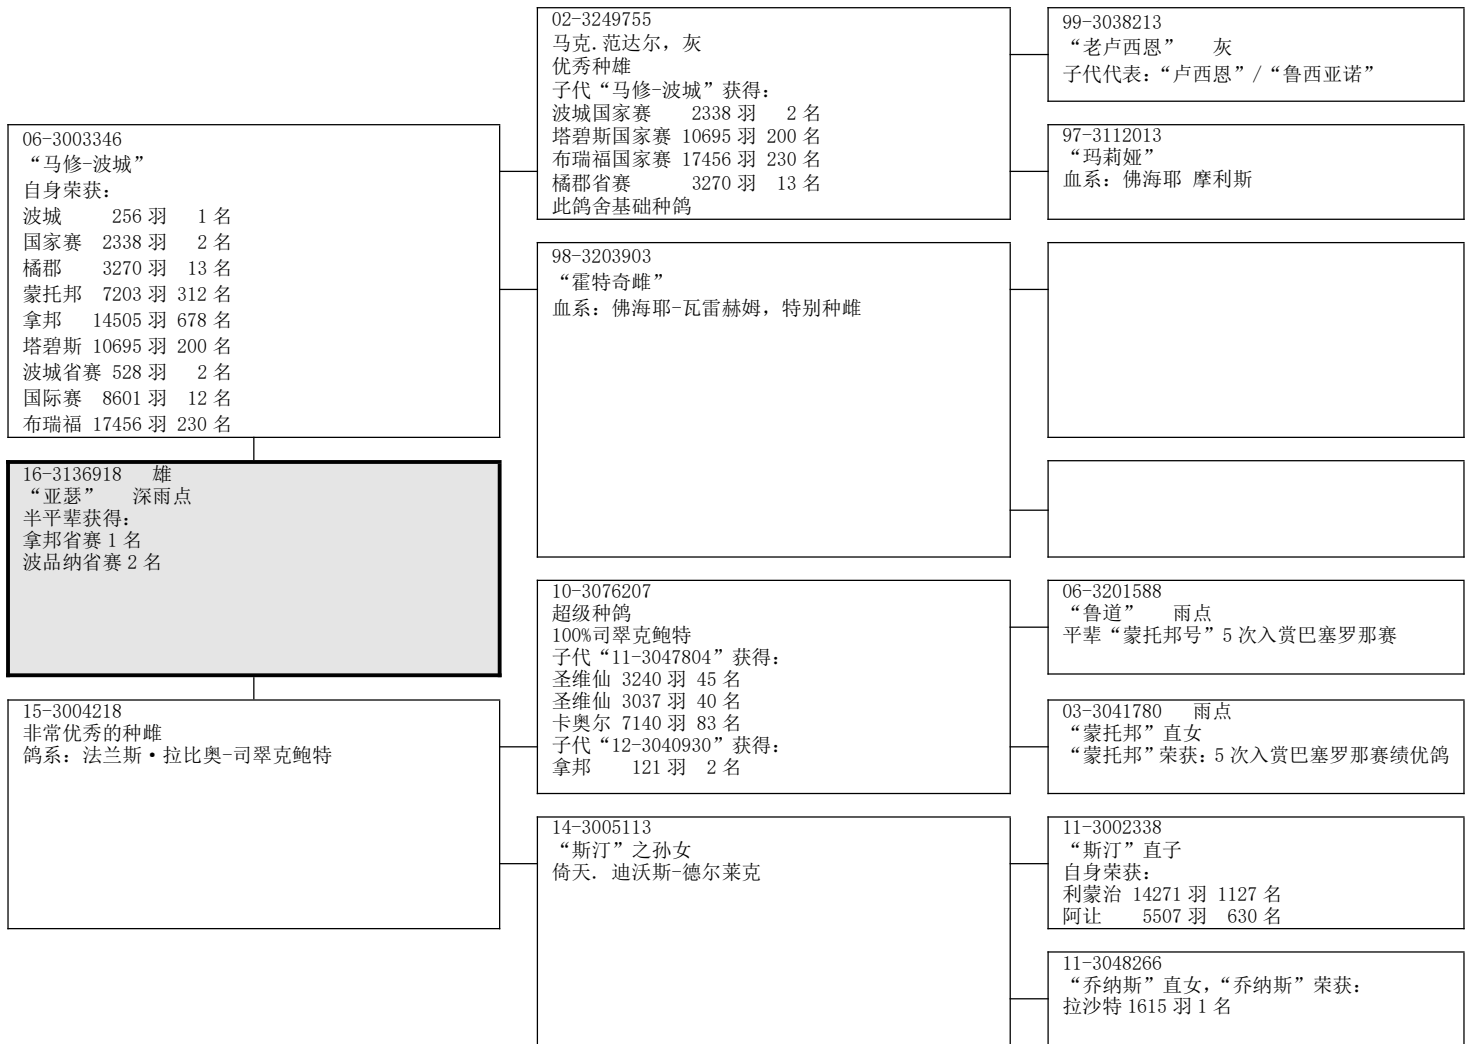 06-3003346
“马修-波城”
自身荣获：
波城 256 羽 1 名
国家赛 2338 羽 2 名
橘郡 3270 羽 13 名
蒙托邦 7203 羽 312 名
拿邦 14505 羽 678 名
塔碧斯 10695 羽 200 名
波城省赛 528 羽 2 名
国际赛 8601 羽 12 名
布瑞福 17456 羽 230 名
16-3136918 雄
“亚瑟” 深雨点
半平辈获得：
拿邦省赛 1 名
波品纳省赛 2 名
15-3004218
非常优秀的种雌
鸽系：法兰斯·拉比奥-司翠克鲍特
02-3249755
马克.范达尔，灰
优秀种雄
子代“马修-波城”获得：
波城国家赛 2338 羽 2 名
塔碧斯国家赛 10695 羽 200 名
布瑞福国家赛 17456 羽 230 名
橘郡省赛 3270 羽 13 名
此鸽舍基础种鸽
98-3203903
“霍特奇雌”
血系：佛海耶-瓦雷赫姆，特别种雌
10-3076207
超级种鸽
100%司翠克鲍特
子代“11-3047804”获得：
圣维仙 3240 羽 45 名
圣维仙 3037 羽 40 名
卡奥尔 7140 羽 83 名
子代“12-3040930”获得：
拿邦 121 羽 2 名
14-3005113
“斯汀”之孙女
倚天. 迪沃斯-德尔莱克
99-3038213
“老卢西恩” 灰
子代代表：“卢西恩”/“鲁西亚诺”
97-3112013
“玛莉娅”
血系：佛海耶 摩利斯
06-3201588
“鲁道” 雨点
平辈“蒙托邦号”5 次入赏巴塞罗那赛
03-3041780 雨点
“蒙托邦”直女
“蒙托邦”荣获：5 次入赏巴塞罗那赛绩优鸽
11-3002338
“斯汀”直子
自身荣获：
利蒙治 14271 羽 1127 名
阿让 5507 羽 630 名
11-3048266
“乔纳斯”直女，“乔纳斯”荣获：
拉沙特 1615 羽 1 名